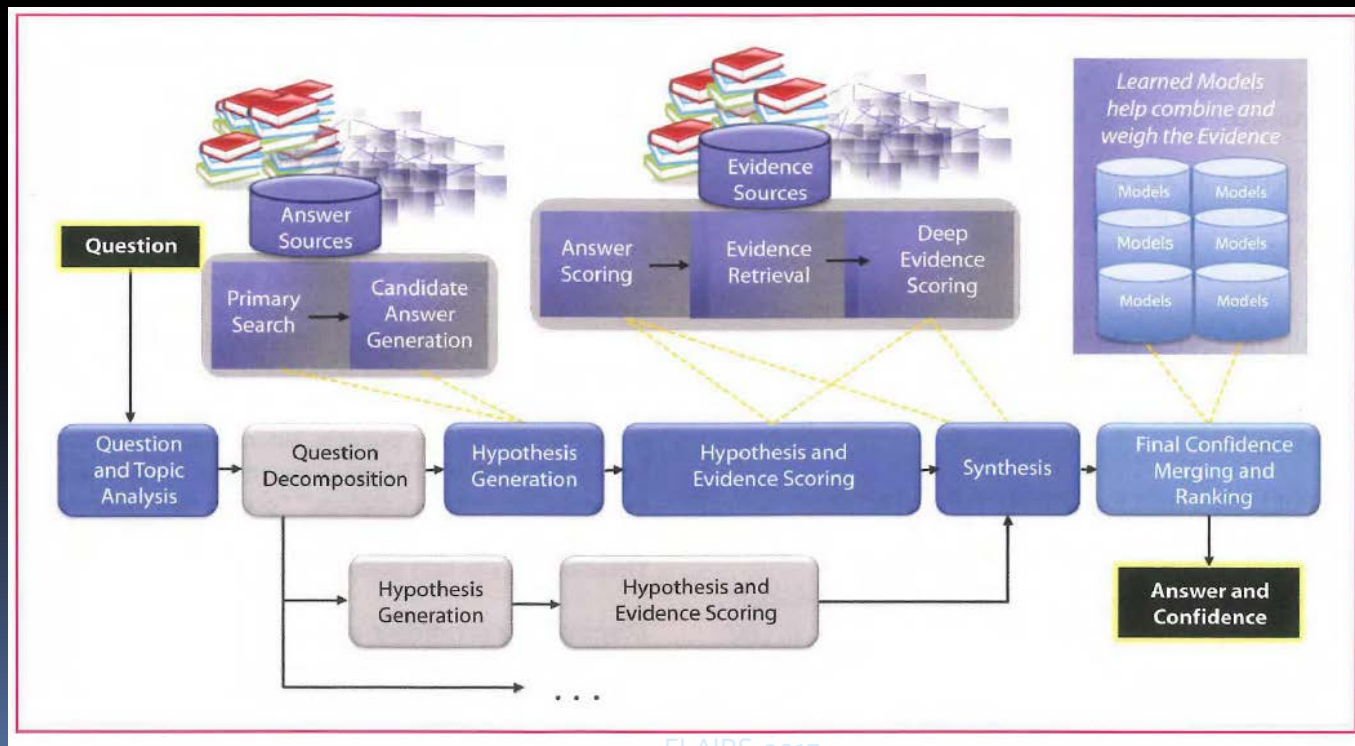 Learned Models
help combine and
weigh the Evidence
Models
Models
Models
Models
Models
Models
Answer
Sources
Evidence
Sources
Question
Primary
Search
Candidate
Answer
Generation
Answer
Scoring
Evidence
Retrieval
Deep
Evidence
Scoring
Question
and Topic
Analysis
Question
Decomposition
Hypothesis
Generation
Hypothesis and
Evidence Scoring
Synthesis
Final Confidence
Merging and
Ranking
Hypothesis
Generation
Hypothesis and
Evidence Scoring
Answer and
Confidence
. . .